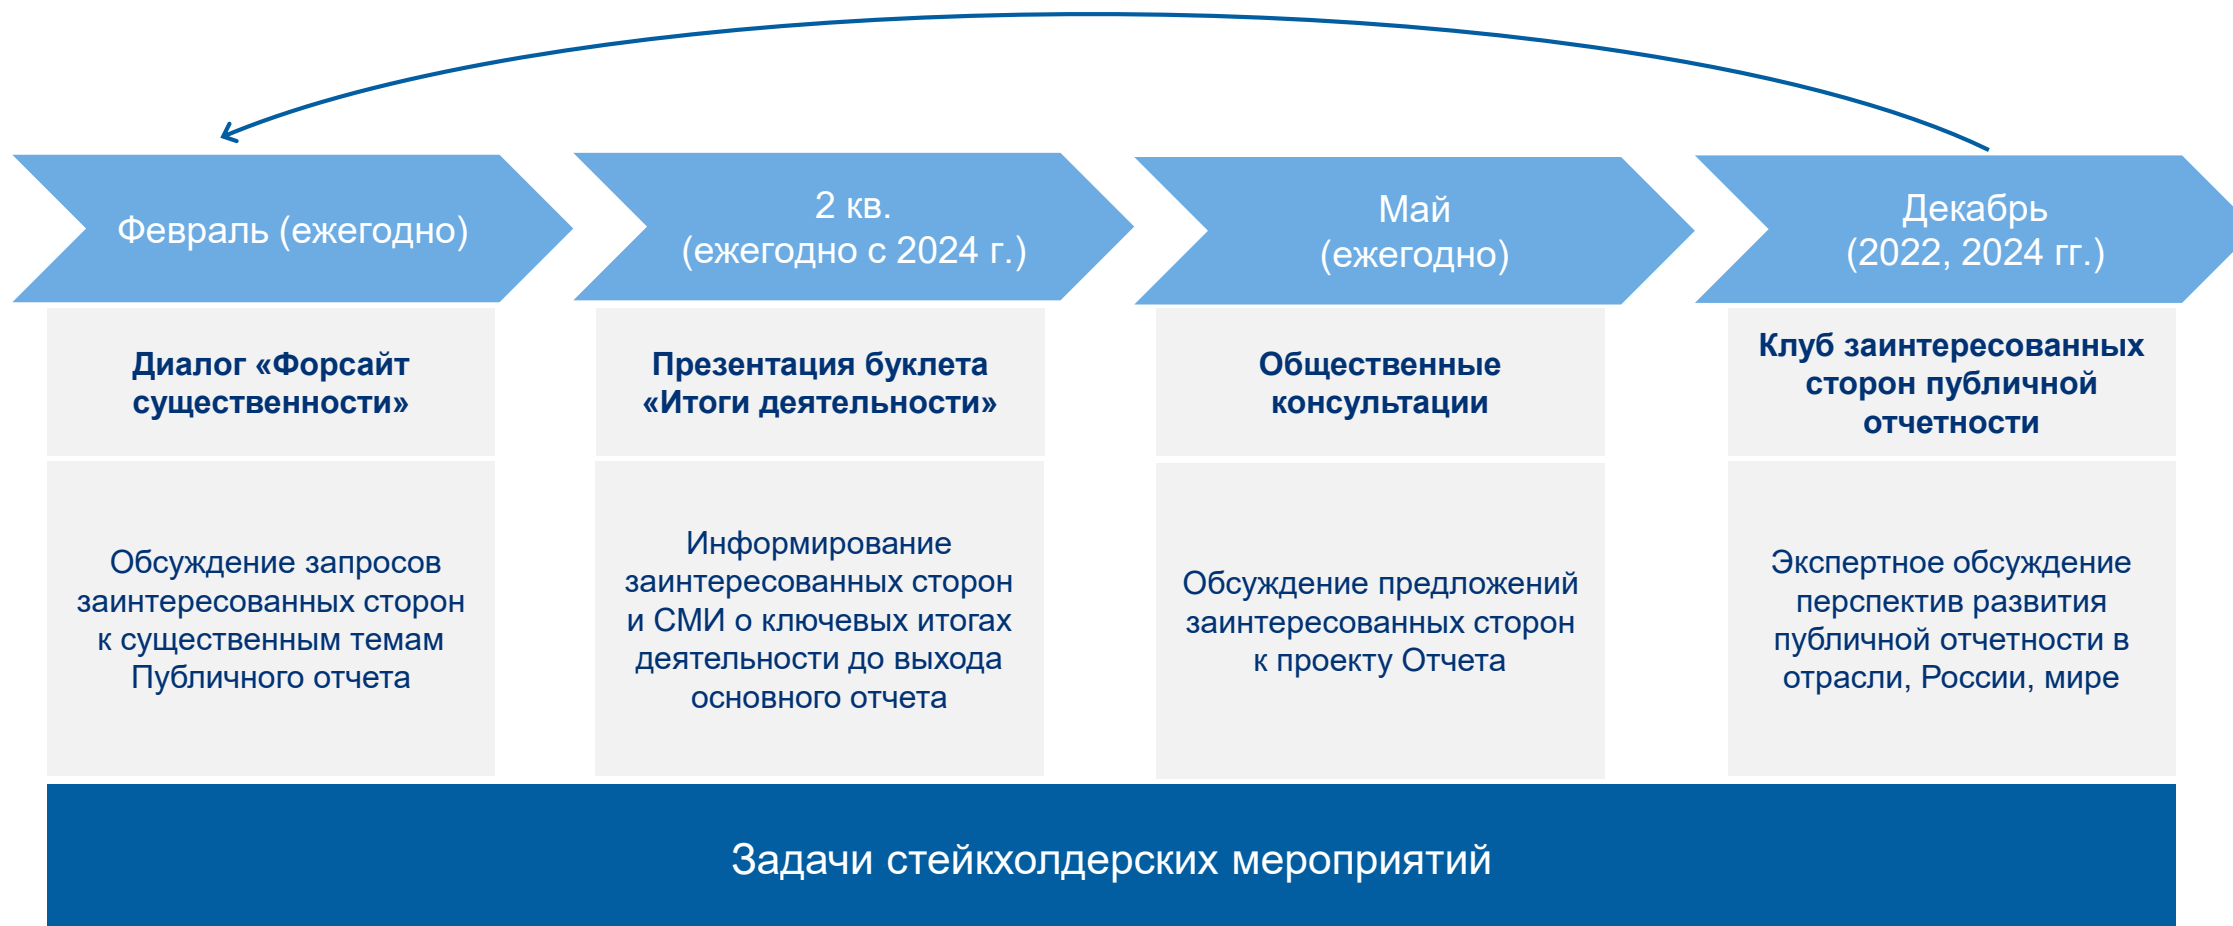 Февраль (ежегодно)
2 кв.
(ежегодно с 2024 г.)
Май
(ежегодно)
Декабрь
(2022, 2024 гг.)
Диалог «Форсайт
существенности»
Презентация буклета
«Итоги деятельности»
Общественные
консультации
Клуб заинтересованных
сторон публичной
отчетности
Обсуждение запросов
заинтересованных сторон
к существенным темам
Публичного отчета
Информирование
заинтересованных сторон
и СМИ о ключевых итогах
деятельности до выхода
основного отчета
Обсуждение предложений
заинтересованных сторон
к проекту Отчета
Экспертное обсуждение
перспектив развития
публичной отчетности в
отрасли, России, мире
Задачи стейкхолдерских мероприятий